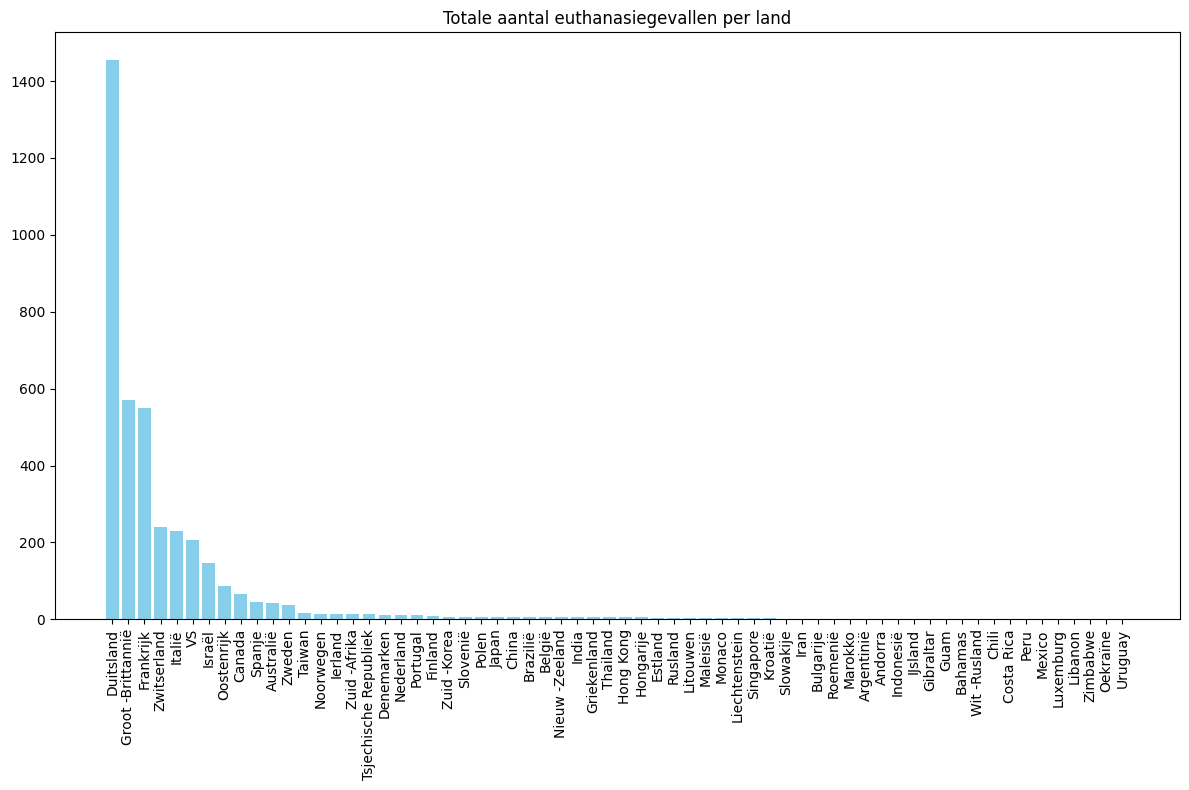 Totale aantal euthanasiegevallen per land
1400
1200
1000
800
600
400
200
0
Duitsland
Groot -Brittannië
Frankrijk
Zwitserland
Italië
VS
Israël
Oostenrijk
Canada
Spanje
Australië
Zweden
Taiwan
Noorwegen
Ierland
Zuid -Afrika
Tsjechische Republiek
Denemarken
Nederland
Portugal
Finland
Zuid -Korea
Slovenië
Polen
Japan
China
Brazilië
België
Nieuw -Zeeland
India
Griekenland
Thailand
Hong Kong
Hongarije
Estland
Rusland
Litouwen
Maleisië
Monaco
Liechtenstein
Singapore
Kroatië
Slowakije
Iran
Bulgarije
Roemenië
Marokko
Argentinië
Andorra
Indonesië
IJsland
Gibraltar
Guam
Bahamas
Wit -Rusland
Chili
Costa Rica
Peru
Mexico
Luxemburg
Libanon
Zimbabwe
Oekraine
Uruguay